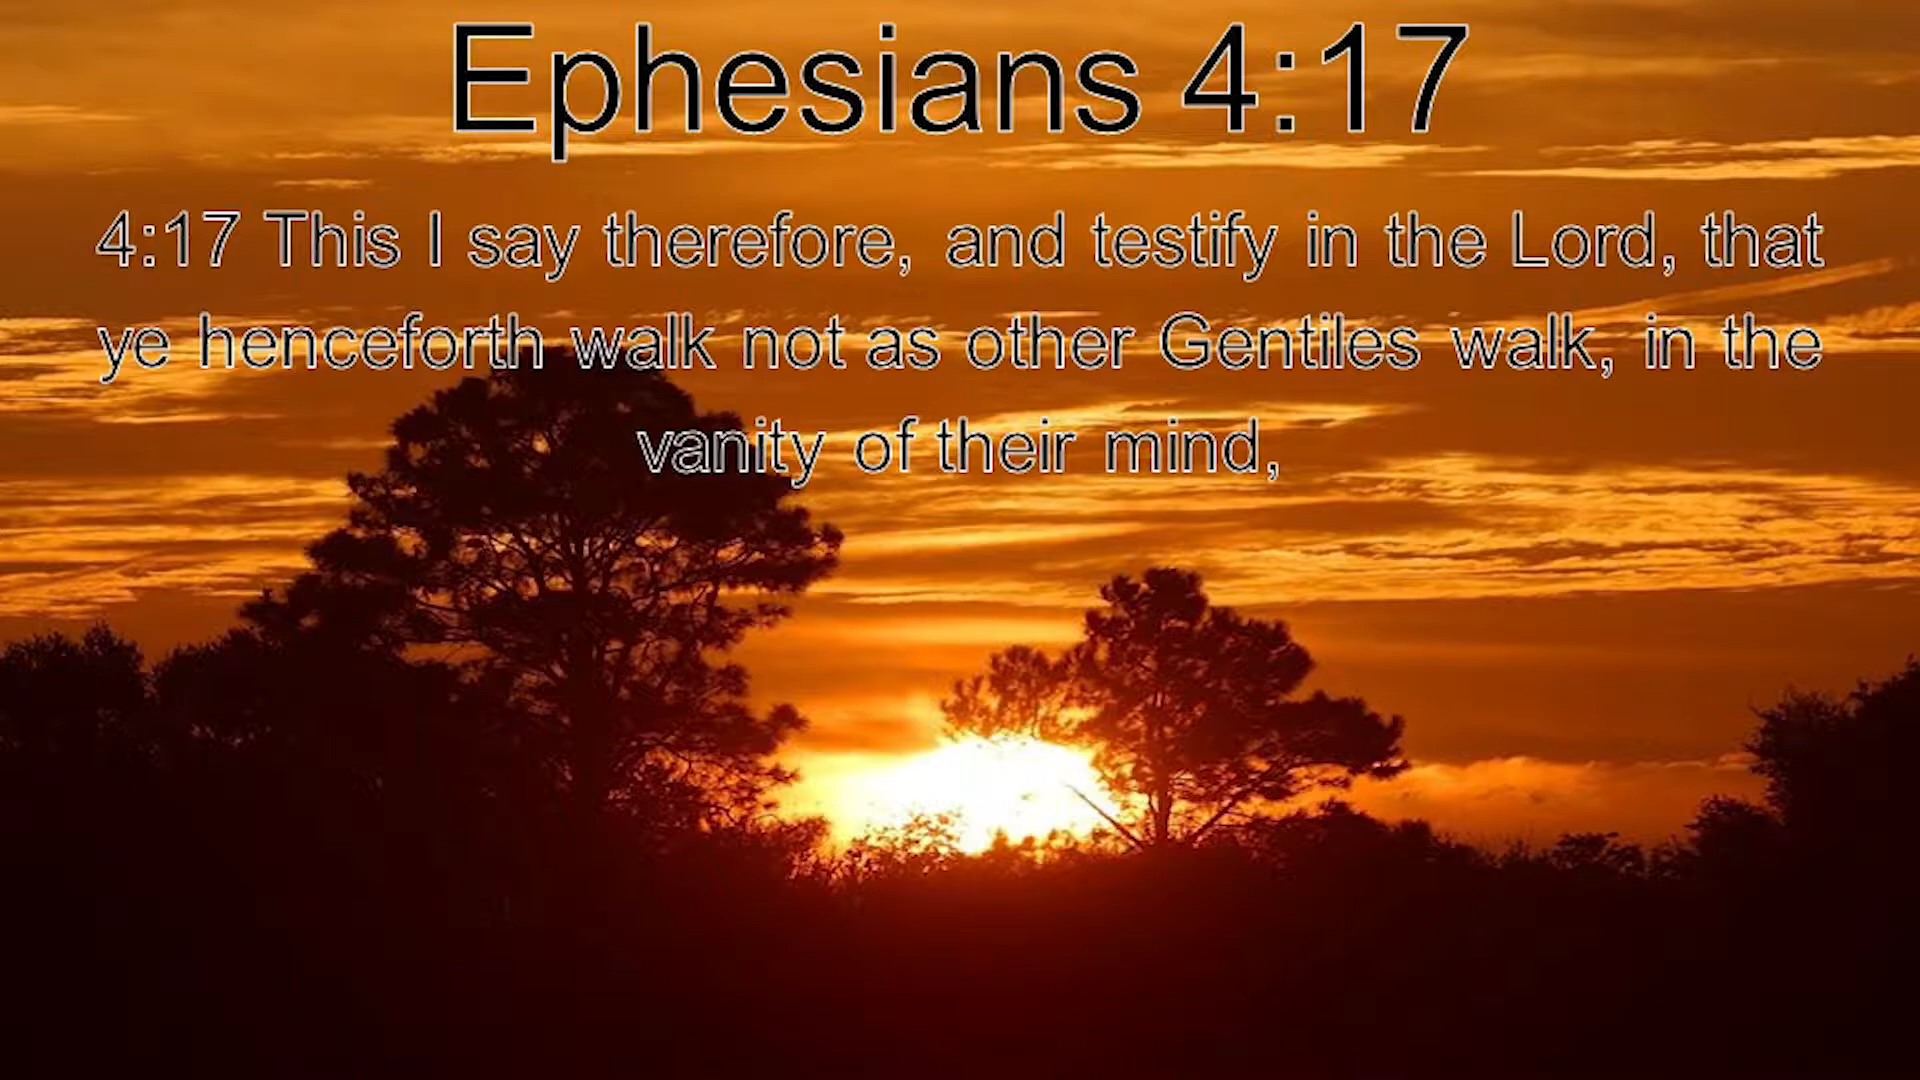 Ephesians 4:17
4:17 This I say therefore, and testify in the Lord, that
ye henceforth walk not as other Gentiles walk, in the
vanity of their mind,